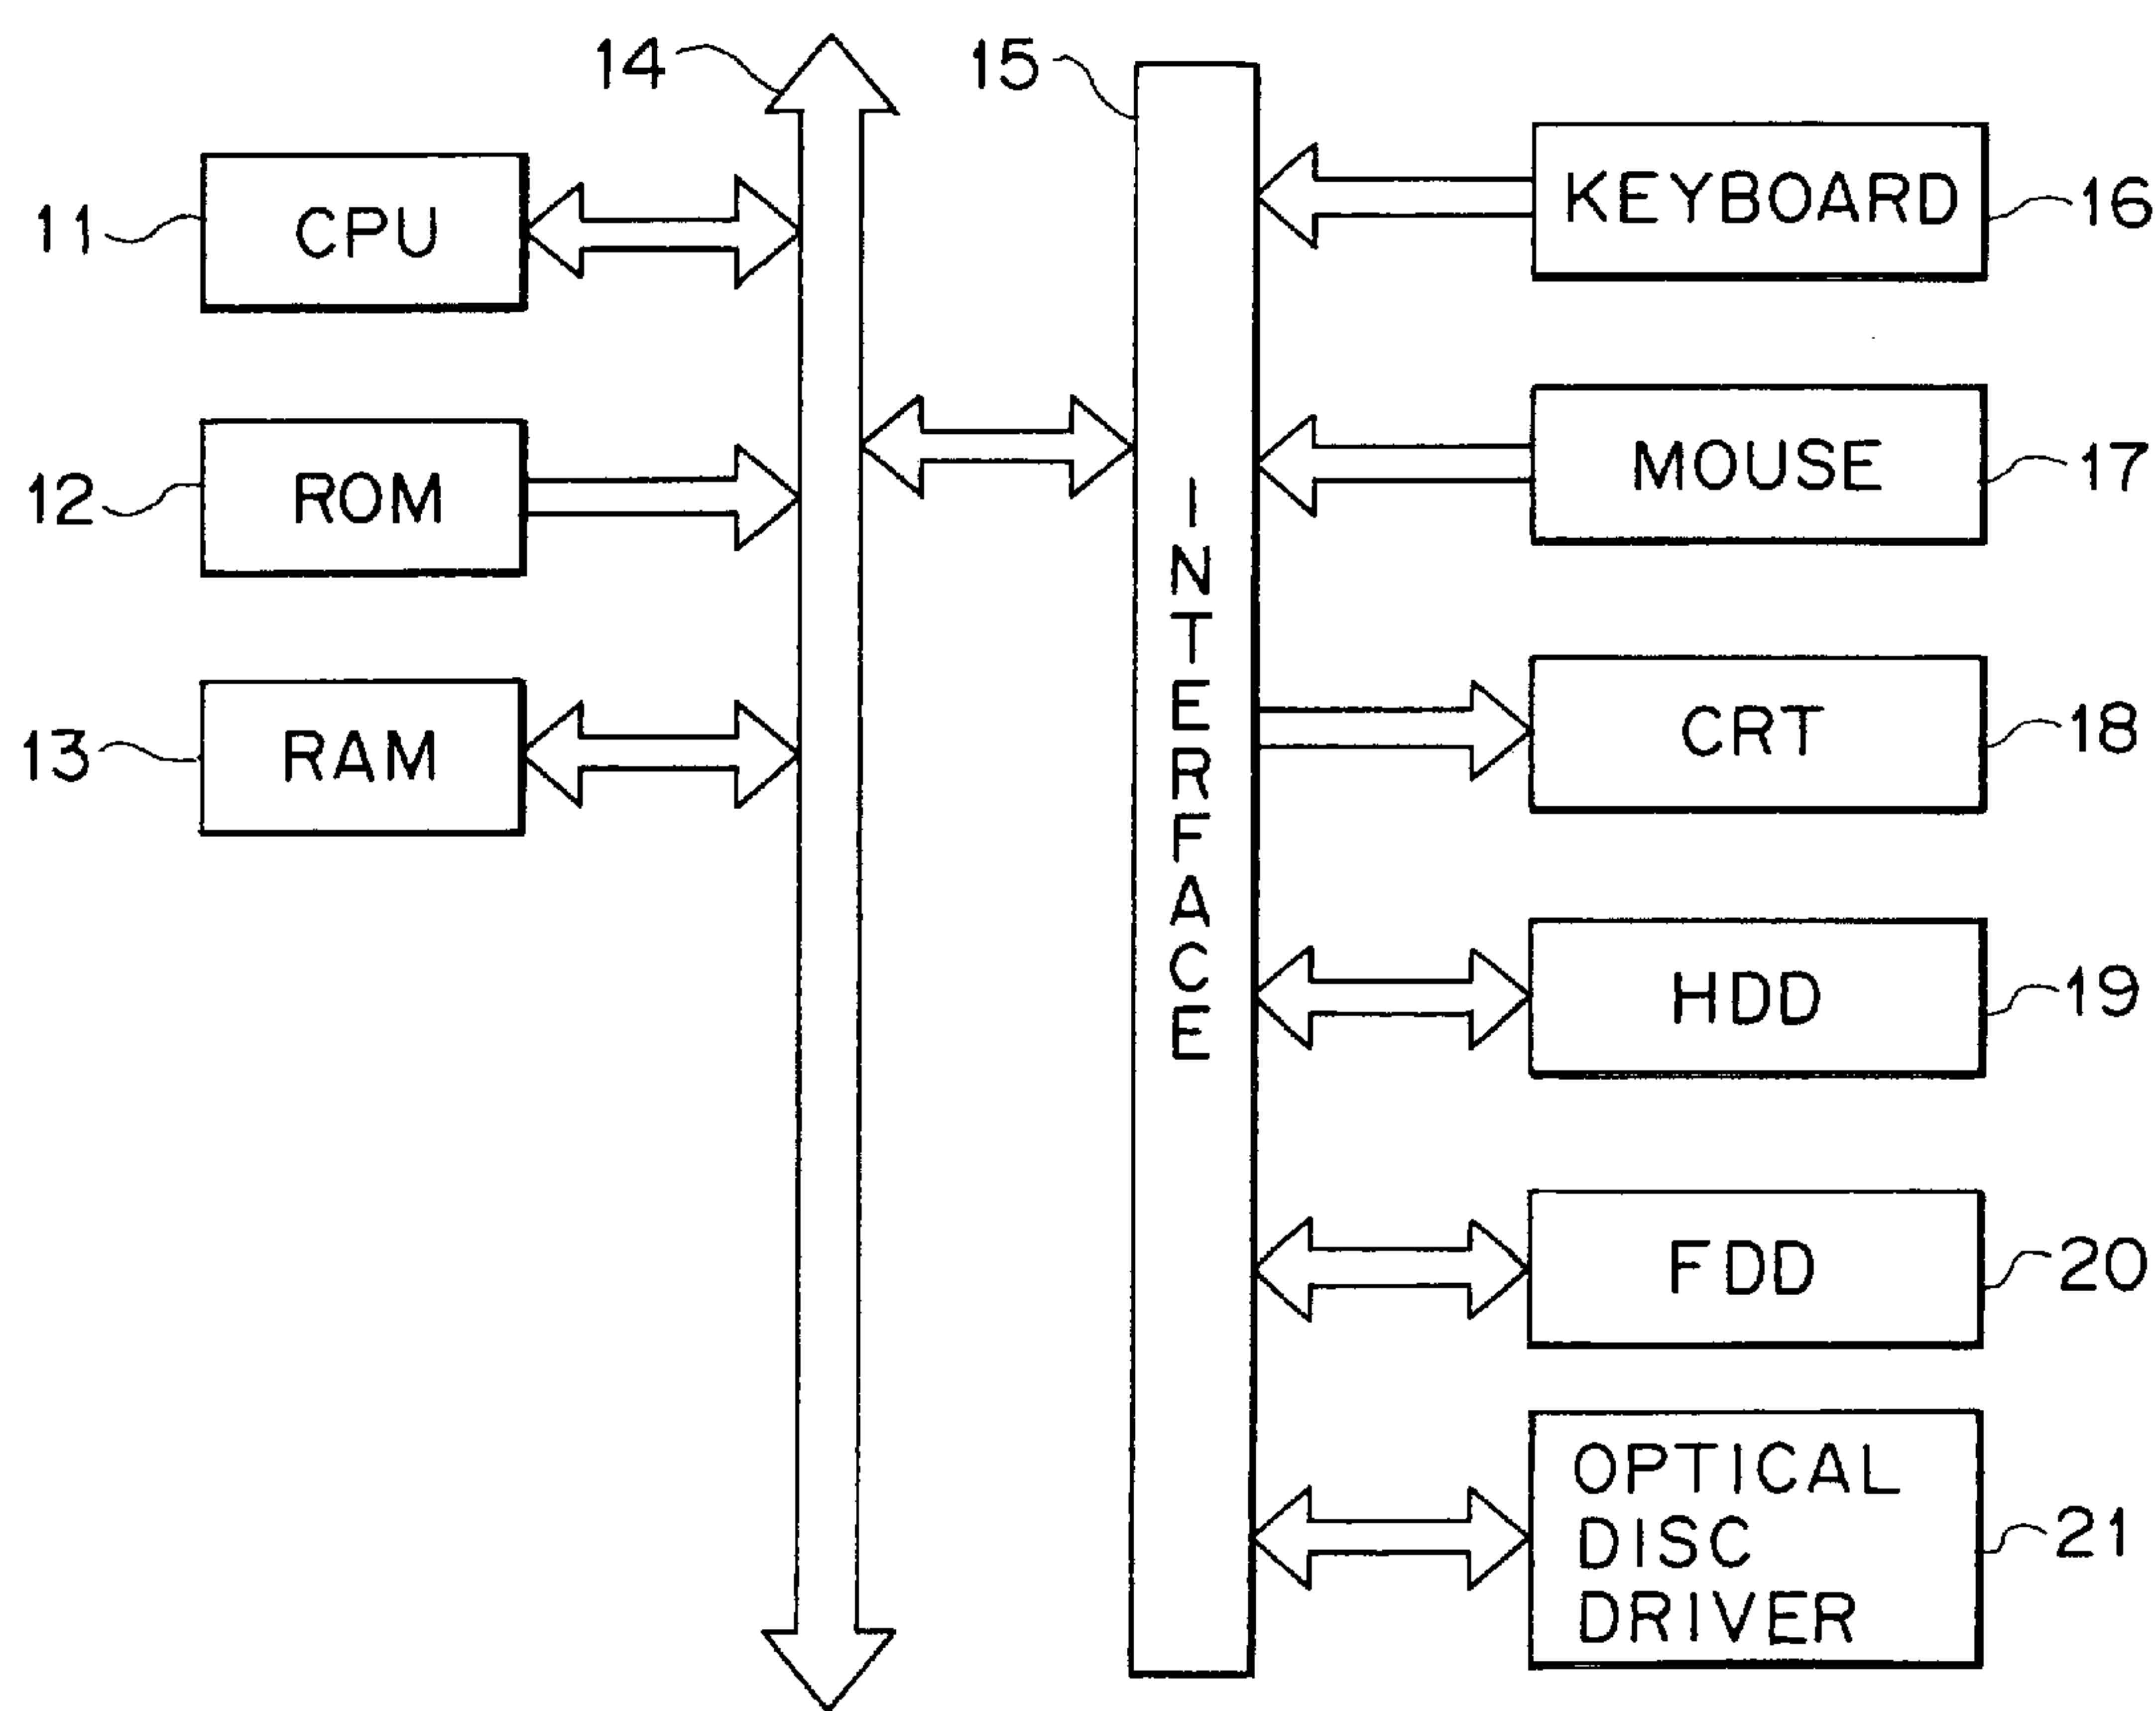 14
15
11
CPU
KEYBOARD
16
12
ROM
MOUSE
17
13
RAM
INTERFACE
CRT
18
HDD
19
FDD
20
OPTICAL
DISC
DRIVER
21